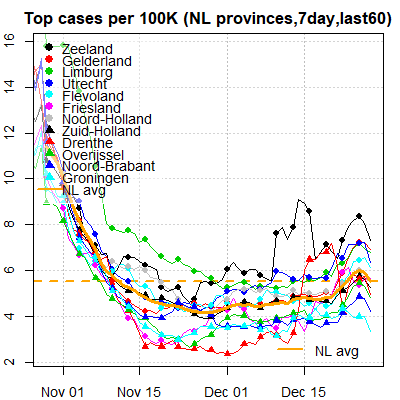 Top cases per 100K (NL provinces,7day,last60)
16
14
12
10
8
6
4
2
Zeeland
Gelderland
Limburg
Utrecht
Flevoland
Friesland
Noord-Holland
Zuid-Holland
Drenthe
Overijssel
Noord-Brabant
Groningen
NL avg
NL avg
Nov 01
Nov 15
Dec 01
Dec 15